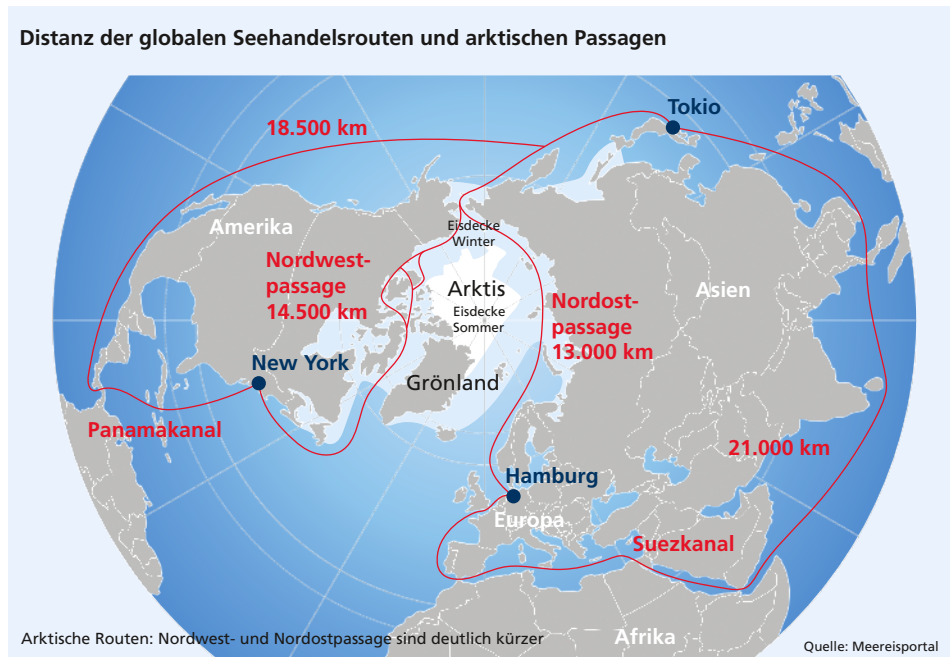 Distanz der globalen Seehandelsrouten und arktischen Passagen
Tokio
18.500 km
Amerika
Eisdecke
Winter
Nordwest-
passage
14.500 km
Arktis
Eisdecke
Sommer
Nordost-
passage
13.000 km
Asien
New York
Grönland
Panamakanal
21.000 km
Hamburg
Europa
Suezkanal
Afrika
Arktische Routen: Nordwest- und Nordostpassage sind deutlich kürzer
Quelle: Meereisportal